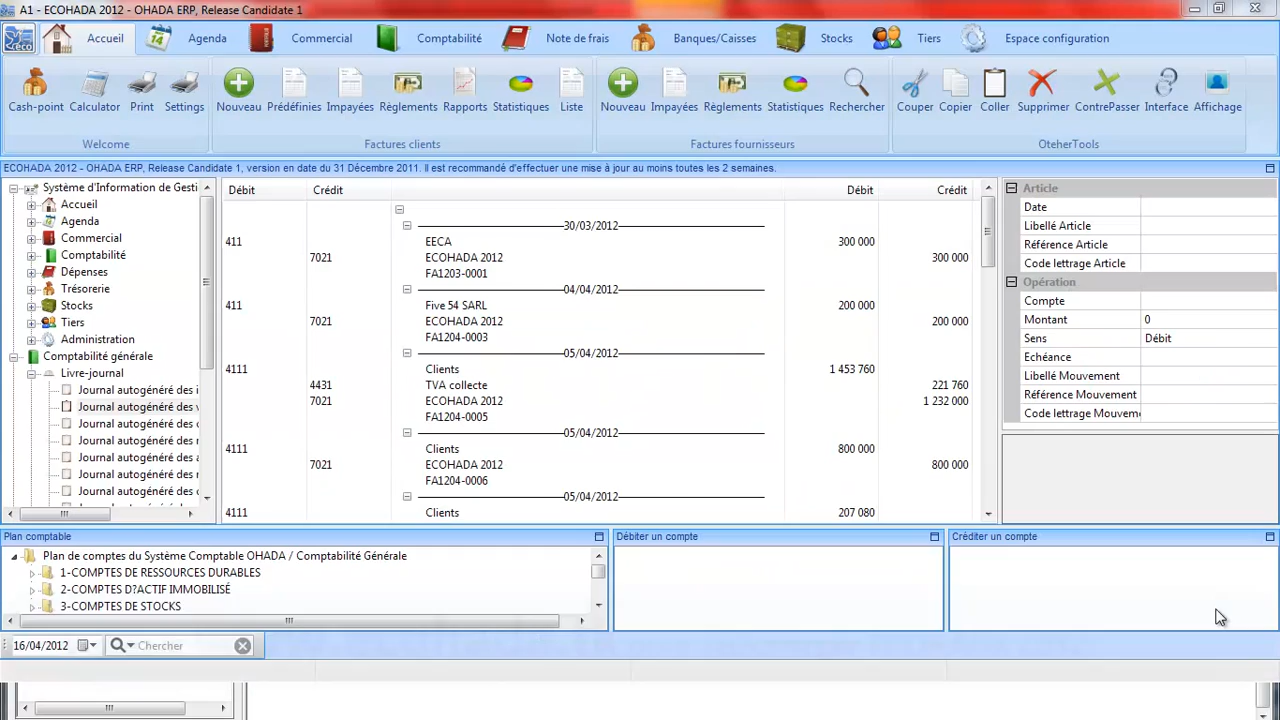 A1 - ECOHADA 2012 - OHADA ERP, Release Candidate 1
Accueil Agenda Commercial Comptabilité Note de frais Banques/Caisses Stocks Tiers Espace configuration
Cash-point Calculator Print Settings Nouveau Prédéfinies Impayées Règlements Rapports Statistiques Liste Nouveau Impayées Règlements Statistiques Rechercher Couper Copier Coller Supprimer ContrePasser Interface Affichage
Welcome Factures clients Factures fournisseurs OteherTools
ECOHADA 2012 - OHADA ERP, Release Candidate 1, version en date du 31 Décembre 2011. Il est recommandé d'effectuer une mise à jour au moins toutes les 2 semaines.
Système d'Information de Gesti
Accueil
Agenda
Commercial
Comptabilité
Dépenses
Trésorerie
Stocks
Tiers
Administration
Comptabilité générale
Livre-journal
Journal autogénéré des i
Journal autogénéré des v
Journal autogénéré des
Journal autogénéré des
Journal autogénéré des
Journal autogénéré des
Journal autogénéré des
Débit Crédit Débit Crédit
30/03/2012
411 EECA 300 000
7021 ECOHADA 2012 300 000
FA1203-0001
04/04/2012
411 Five 54 SARL 200 000
7021 ECOHADA 2012 200 000
FA1204-0003
05/04/2012
4111 Clients 1 453 760
4431 TVA collecte 221 760
7021 ECOHADA 2012 1 232 000
FA1204-0005
05/04/2012
4111 Clients 800 000
7021 ECOHADA 2012 800 000
FA1204-0006
05/04/2012
4111 Clients 207 080
Article
Date
Libellé Article
Référence Article
Code lettrage Article
Opération
Compte
Montant 0
Sens Débit
Echéance
Libellé Mouvement
Référence Mouvement
Code lettrage Mouvem
Plan comptable
Plan de comptes du Système Comptable OHADA / Comptabilité Générale
1-COMPTES DE RESSOURCES DURABLES
2-COMPTES D?ACTIF IMMOBILISÉ
3-COMPTES DE STOCKS
Débiter un compte
Créditer un compte
16/04/2012 Chercher